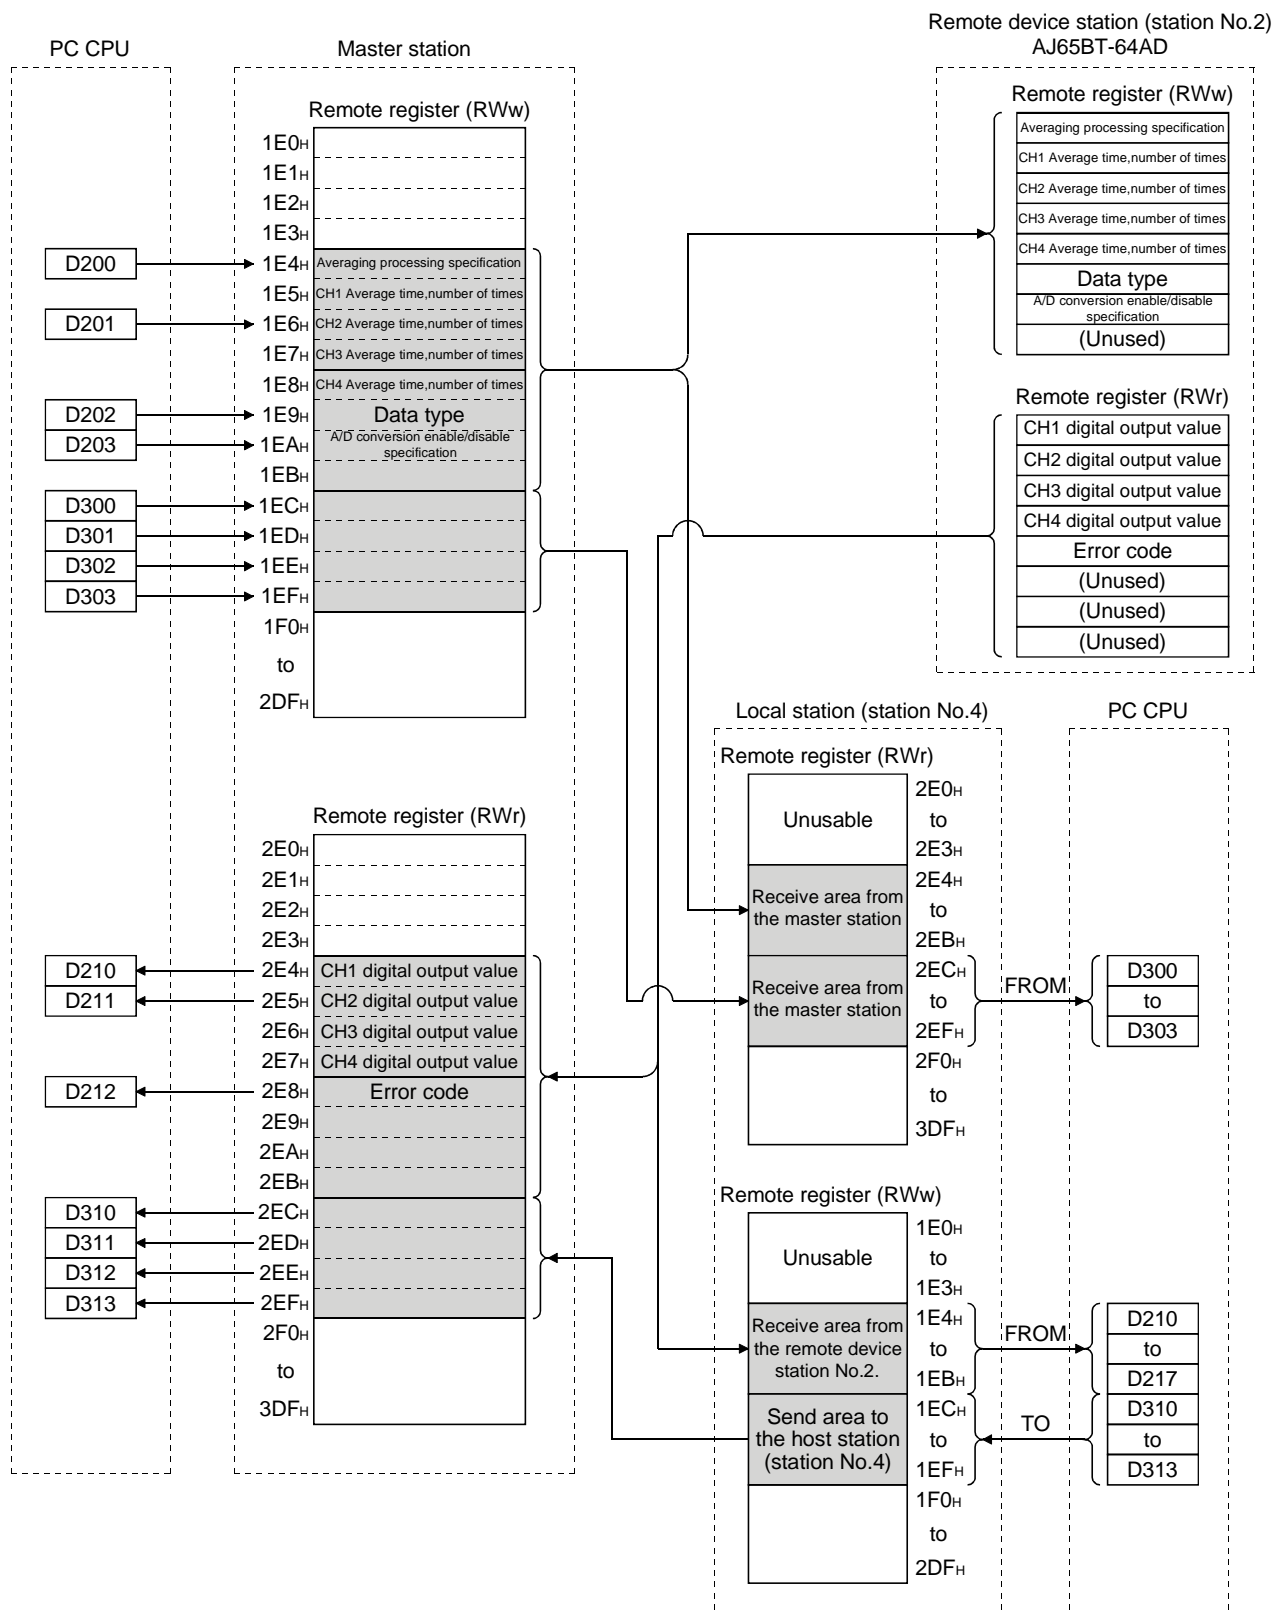 Remote device station (station No.2)
AJ65BT-64AD
PC CPU
Master station
Remote register (RWw)
1E0H
1E1H
1E2H
1E3H
D200
1E4H Averaging processing specification
1E5H CH1 Average time,number of times
D201
1E6H CH2 Average time,number of times
1E7H CH3 Average time,number of times
1E8H CH4 Average time,number of times
D202
1E9H Data type
D203
1EAH A/D conversion enable/disable
specification
1EBH
D300
1ECH
D301
1EDH
D302
1EEH
D303
1EFH
1F0H
to
2DFH
Remote register (RWw)
Averaging processing specification
CH1 Average time,number of times
CH2 Average time,number of times
CH3 Average time,number of times
CH4 Average time,number of times
Data type
A/D conversion enable/disable
specification
(Unused)
Remote register (RWr)
CH1 digital output value
CH2 digital output value
CH3 digital output value
CH4 digital output value
Error code
(Unused)
(Unused)
(Unused)
Remote register (RWr)
2E0H
2E1H
2E2H
2E3H
D210
2E4H CH1 digital output value
D211
2E5H CH2 digital output value
2E6H CH3 digital output value
2E7H CH4 digital output value
D212
2E8H Error code
2E9H
2EAH
2EBH
D310
2ECH
D311
2EDH
D312
2EEH
D313
2EFH
2F0H
to
3DFH
Local station (station No.4)
PC CPU
Remote register (RWr)
2E0H
Unusable
to
2E3H
2E4H
Receive area from
the master station
to
2EBH
2ECH
Receive area from
the master station
to
2EFH
FROM
D300
to
D303
2F0H
to
3DFH
Remote register (RWw)
1E0H
Unusable
to
1E3H
1E4H
Receive area from
the remote device
station No.2.
to
1EBH
FROM
D210
to
D217
1ECH
Send area to
the host station
(station No.4)
to
1EFH
TO
D310
to
D313
1F0H
to
2DFH